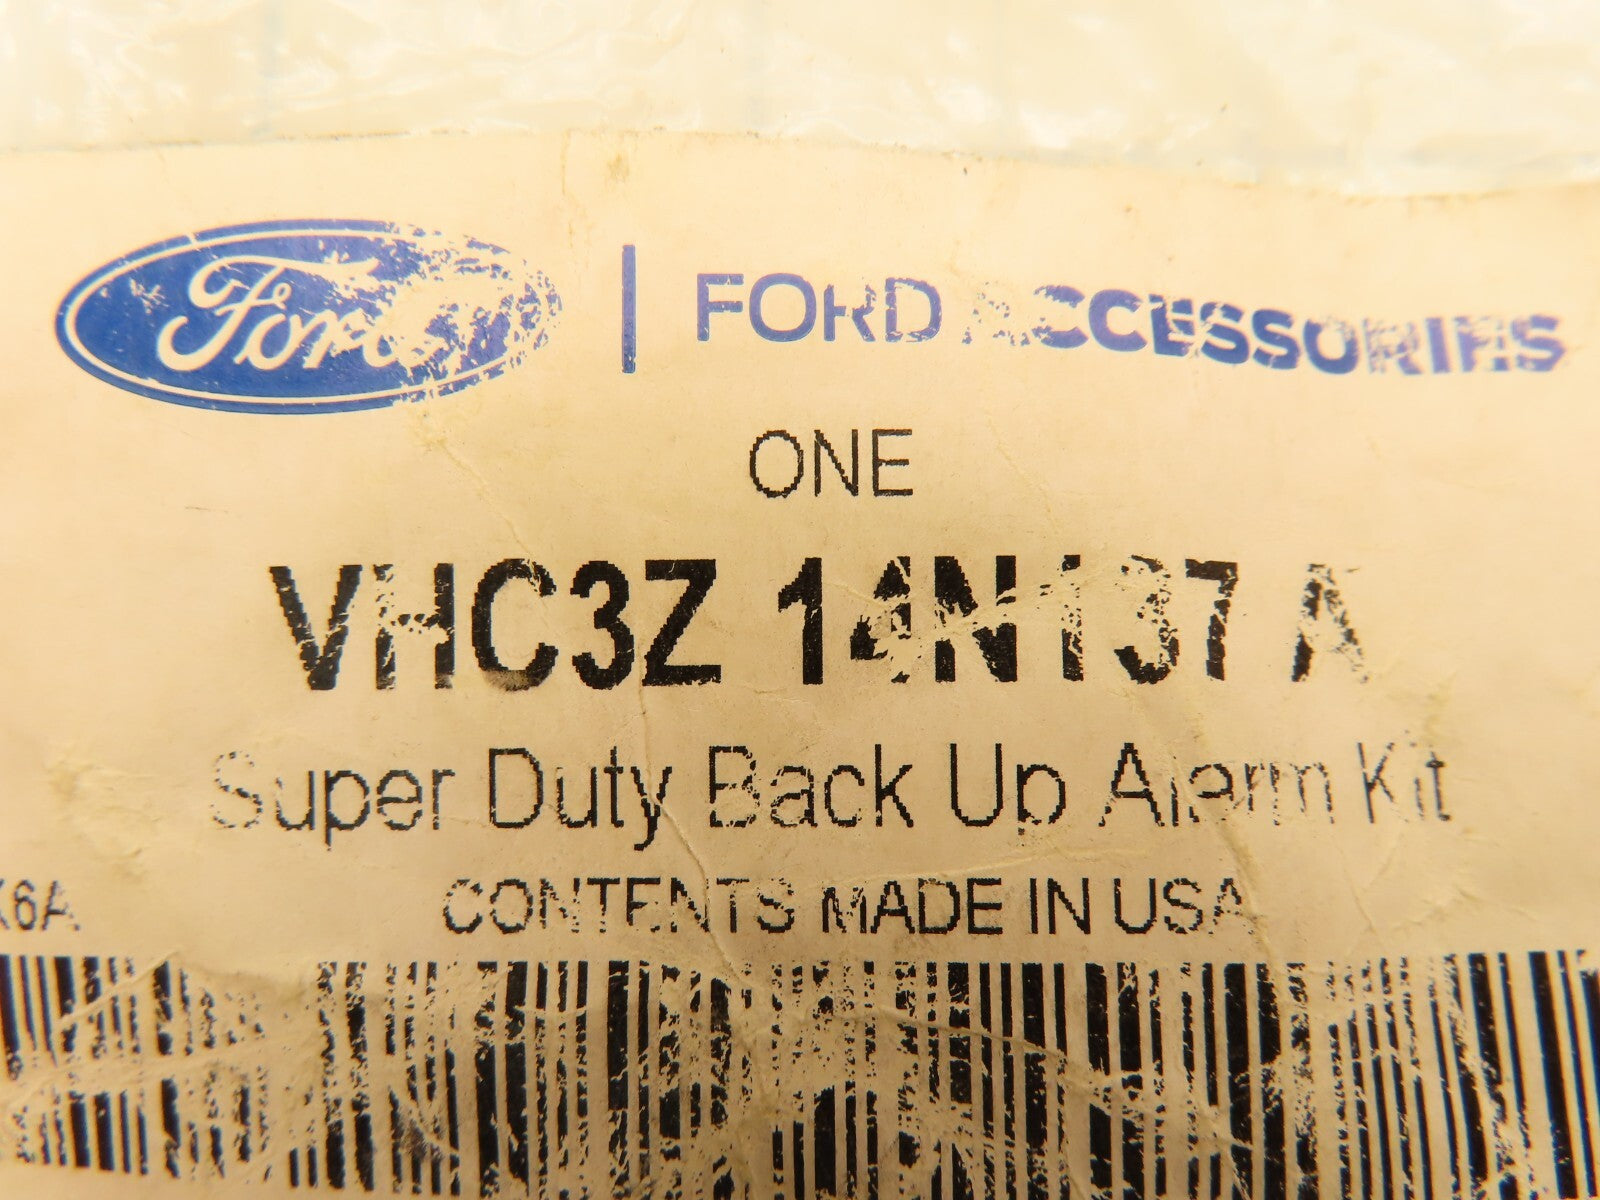 Ford | FORD ACCESSORIES
ONE
VHC3Z 14N137 A
Super Duty Back Up Alarm Kit
CONTENTS MADE IN USA